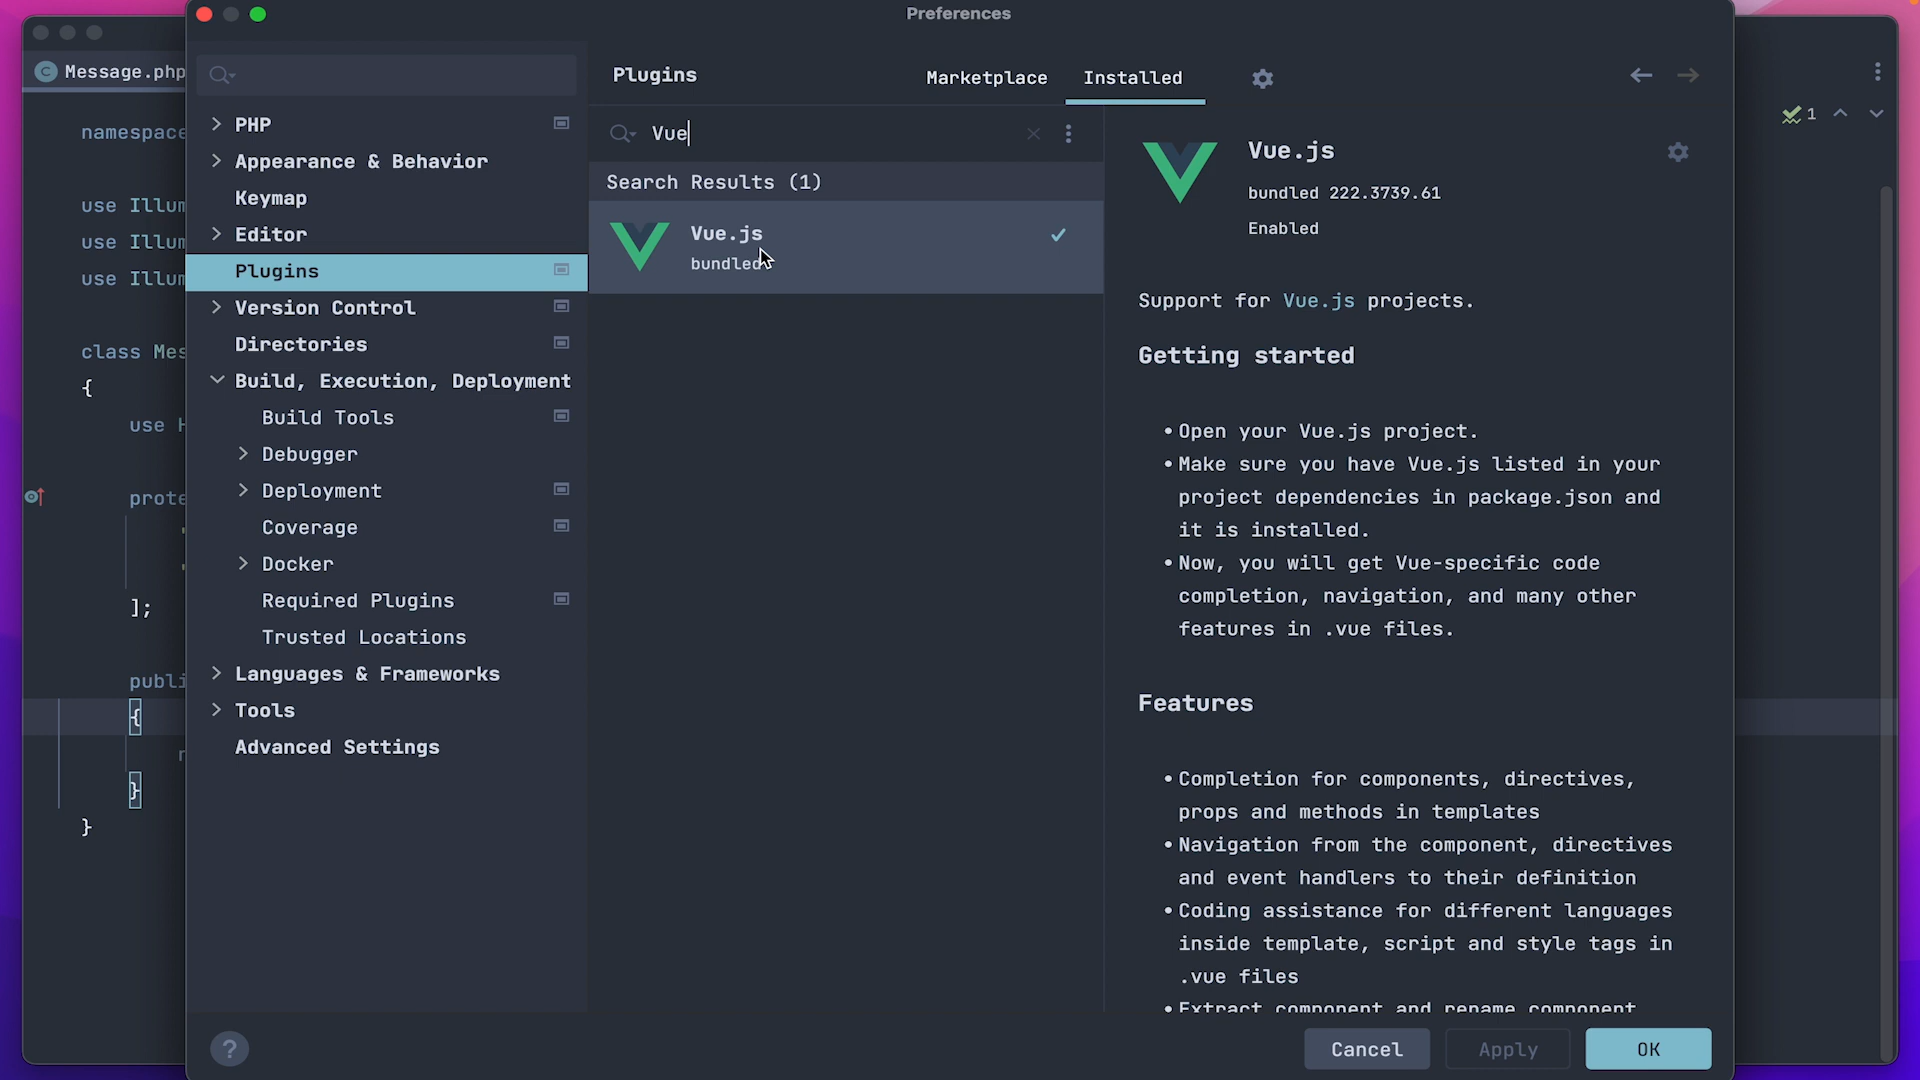 Preferences
Message.php
namespace
use Illum
use Illum
use Illum
class Mes
{
use H
prote
];
publi
{
r
}
}
1
PHP
Appearance & Behavior
Keymap
Editor
Plugins
Version Control
Directories
Build, Execution, Deployment
Build Tools
Debugger
Deployment
Coverage
Docker
Required Plugins
Trusted Locations
Languages & Frameworks
Tools
Advanced Settings
?
Plugins
Marketplace
Installed
Vue
Search Results (1)
Vue.js
bundled
Vue.js
bundled 222.3739.61
Enabled
Support for Vue.js projects.
Getting started
• Open your Vue.js project.
• Make sure you have Vue.js listed in your
project dependencies in package.json and
it is installed.
• Now, you will get Vue-specific code
completion, navigation, and many other
features in .vue files.
Features
• Completion for components, directives,
props and methods in templates
• Navigation from the component, directives
and event handlers to their definition
• Coding assistance for different languages
inside template, script and style tags in
.vue files
• Extract component and rename component
Cancel
Apply
OK